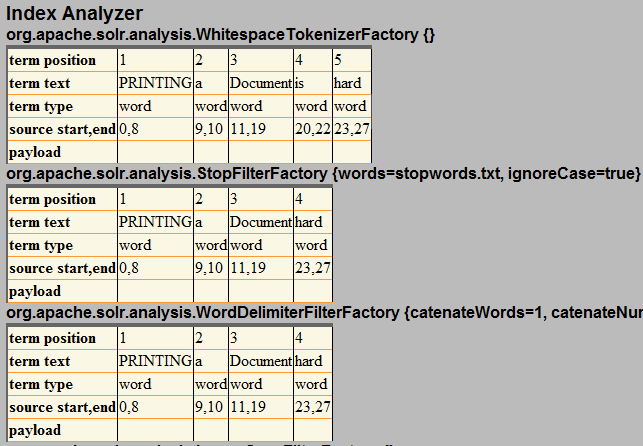 Index Analyzer
org.apache.solr.analysis.WhitespaceTokenizerFactory {}
term position 1 2 3 4 5
term text PRINTING a Document is hard
term type word word word word word
source start,end 0,8 9,10 11,19 20,22 23,27
payload
org.apache.solr.analysis.StopFilterFactory {words=stopwords.txt, ignoreCase=true}
term position 1 2 3 4
term text PRINTING a Document hard
term type word word word word
source start,end 0,8 9,10 11,19 23,27
payload
org.apache.solr.analysis.WordDelimiterFilterFactory {catenateWords=1, catenateNu
term position 1 2 3 4
term text PRINTING a Document hard
term type word word word word
source start,end 0,8 9,10 11,19 23,27
payload